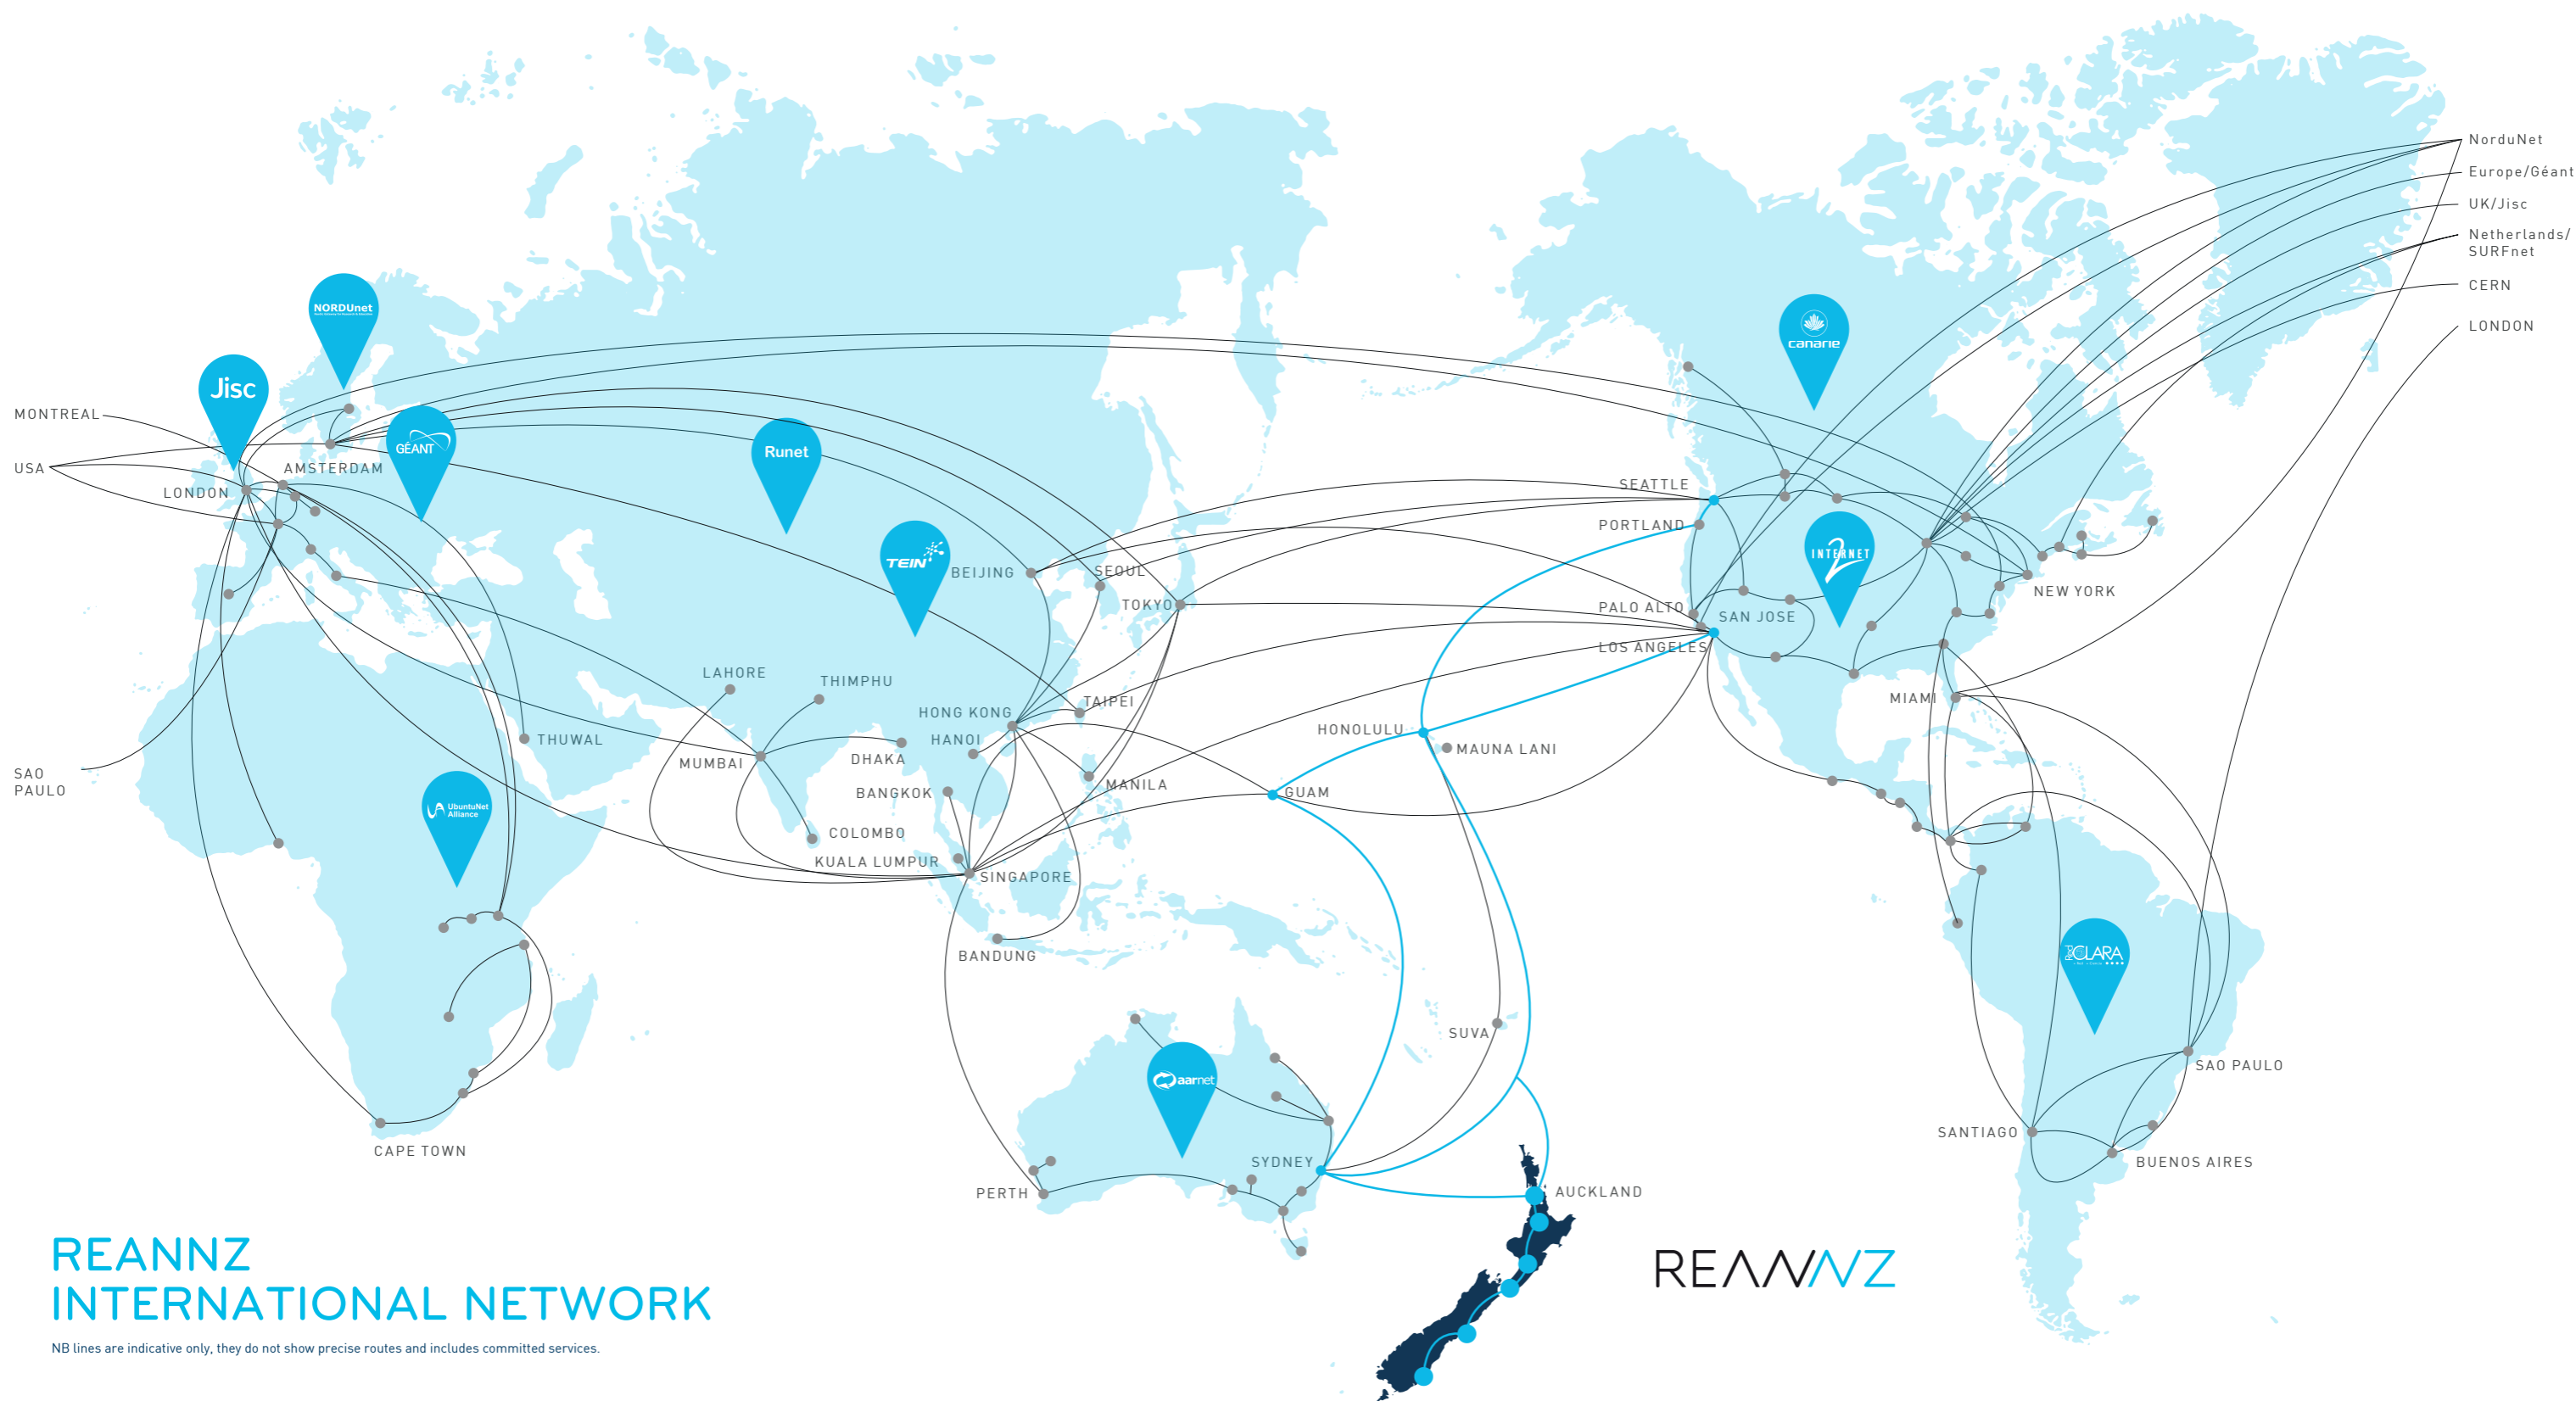 NorduNet
Europe/Géant
UK/Jisc
Netherlands/
SURFnet
CERN
LONDON
NORDUnet
canarie
Jisc
MONTREAL
GÉANT
Runet
USA
AMSTERDAM
LONDON
SEATTLE
PORTLAND
TEIN
INTERNET
2
BEIJING
SEOUL
TOKYO
NEW YORK
PALO ALTO
SAN JOSE
LOS ANGELES
LAHORE
THIMPHU
TAIPEI
MIAMI
HONG KONG
HANOI
HONOLULU
MAUNA LANI
THUWAL
MUMBAI
DHAKA
SAO
PAULO
MANILA
BANGKOK
GUAM
UbuntuNet
Alliance
COLOMBO
KUALA LUMPUR
SINGAPORE
BANDUNG
CLARA
SUVA
SAO PAULO
aarnet
CAPE TOWN
SANTIAGO
SYDNEY
BUENOS AIRES
PERTH
AUCKLAND
REANNZ
INTERNATIONAL NETWORK
REANNZ
NB lines are indicative only, they do not show precise routes and includes committed services.